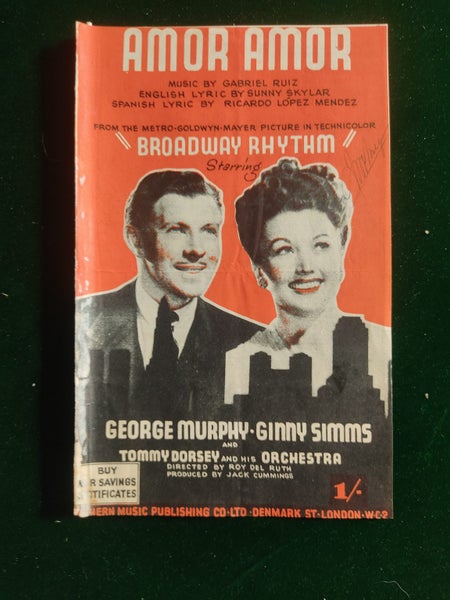 AMOR AMOR
MUSIC BY GABRIEL RUIZ
ENGLISH LYRIC BY SUNNY SKYLAR
SPANISH LYRIC BY RICARDO LÓPEZ MENDEZ
FROM THE METRO-GOLDWYN-MAYER PICTURE IN TECHNICOLOR
"BROADWAY RHYTHM"
Starring
GEORGE MURPHY · GINNY SIMMS
AND
TOMMY DORSEY AND HIS ORCHESTRA
DIRECTED BY ROY DEL RUTH
PRODUCED BY JACK CUMMINGS
BUY
R SAVINGS
TIFICATES
1/-
HERN MUSIC PUBLISHING CO·LTD·DENMARK ST·LONDON·W·C·2